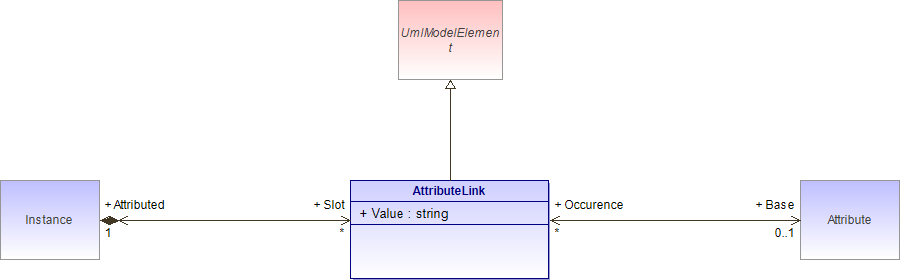 UmlModelElemen
t
AttributeLink
+ Value : string
Instance
+ Attributed
1
+ Slot
*
+ Occurence
*
+ Base
0..1
Attribute